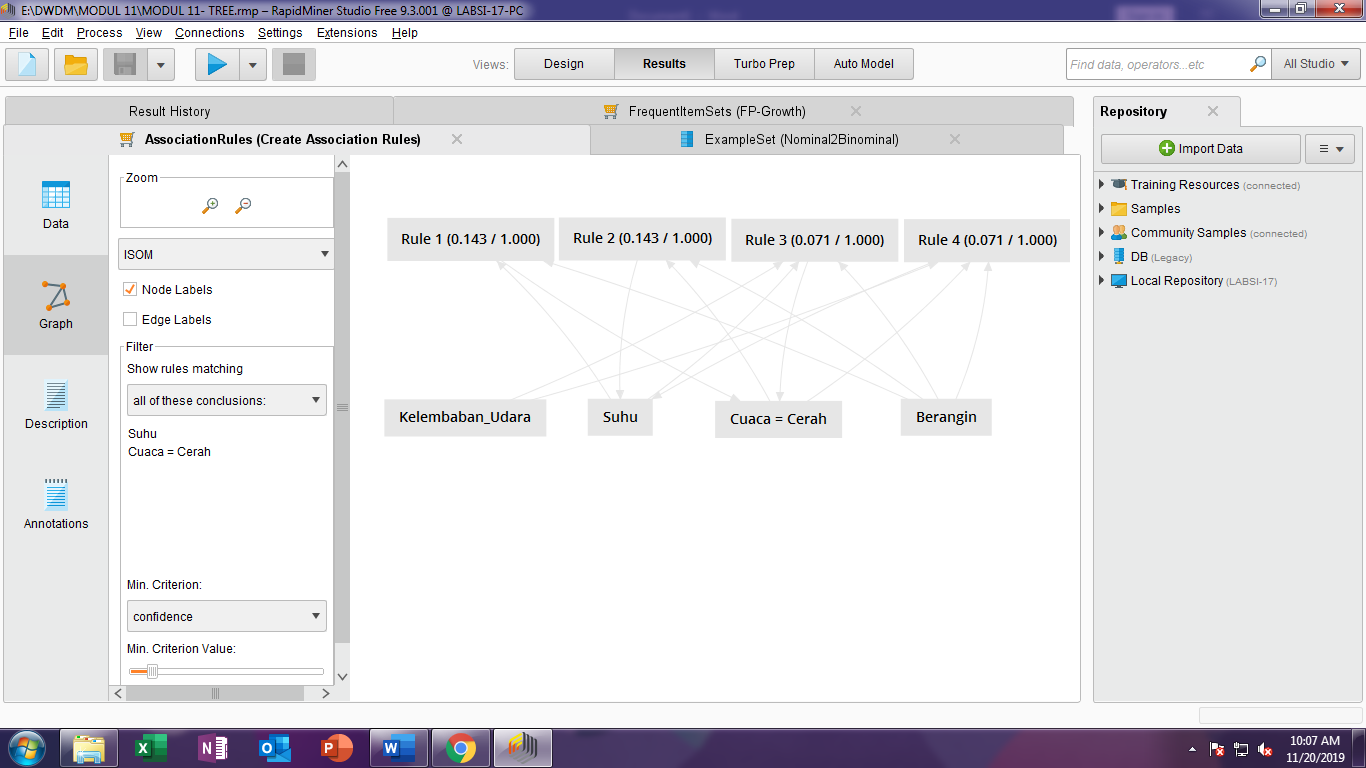 E:\DWDM\MODUL 11\MODUL 11- TREE.rmp – RapidMiner Studio Free 9.3.001 @ LABSI-17-PC
File Edit Process View Connections Settings Extensions Help
Views: Design Results Turbo Prep Auto Model Find data, operators...etc All Studio
Result History FrequentItemSets (FP-Growth)
AssociationRules (Create Association Rules) ExampleSet (Nominal2Binominal)
Repository
Import Data
Training Resources (connected)
Samples
Community Samples (connected)
DB (Legacy)
Local Repository (LABSI-17)
Data
Graph
Description
Annotations
Zoom
ISOM
Node Labels
Edge Labels
Filter
Show rules matching
all of these conclusions:
Suhu
Cuaca = Cerah
Min. Criterion:
confidence
Min. Criterion Value:
Rule 1 (0.143 / 1.000) Rule 2 (0.143 / 1.000) Rule 3 (0.071 / 1.000) Rule 4 (0.071 / 1.000)
Kelembaban_Udara Suhu Cuaca = Cerah Berangin
10:07 AM
11/20/2019